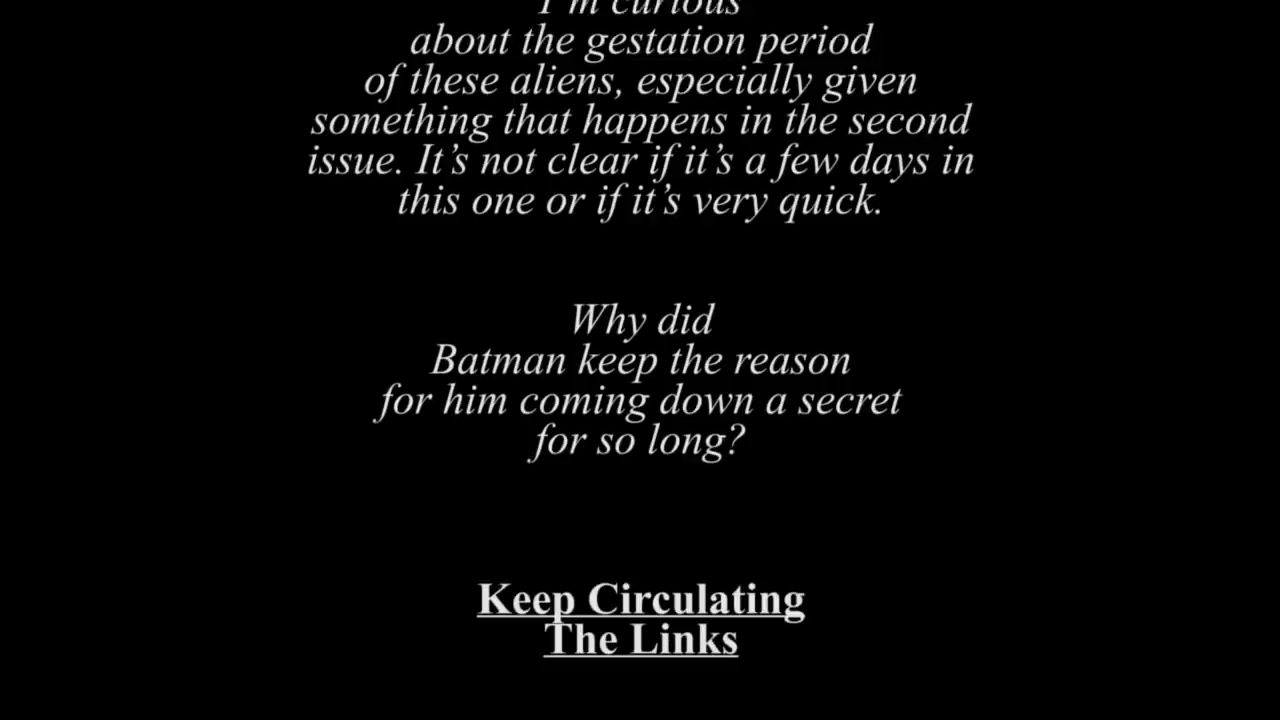 I'm curious
about the gestation period
of these aliens, especially given
something that happens in the second
issue. It’s not clear if it’s a few days in
this one or if it’s very quick.
Why did
Batman keep the reason
for him coming down a secret
for so long?
Keep Circulating
The Links